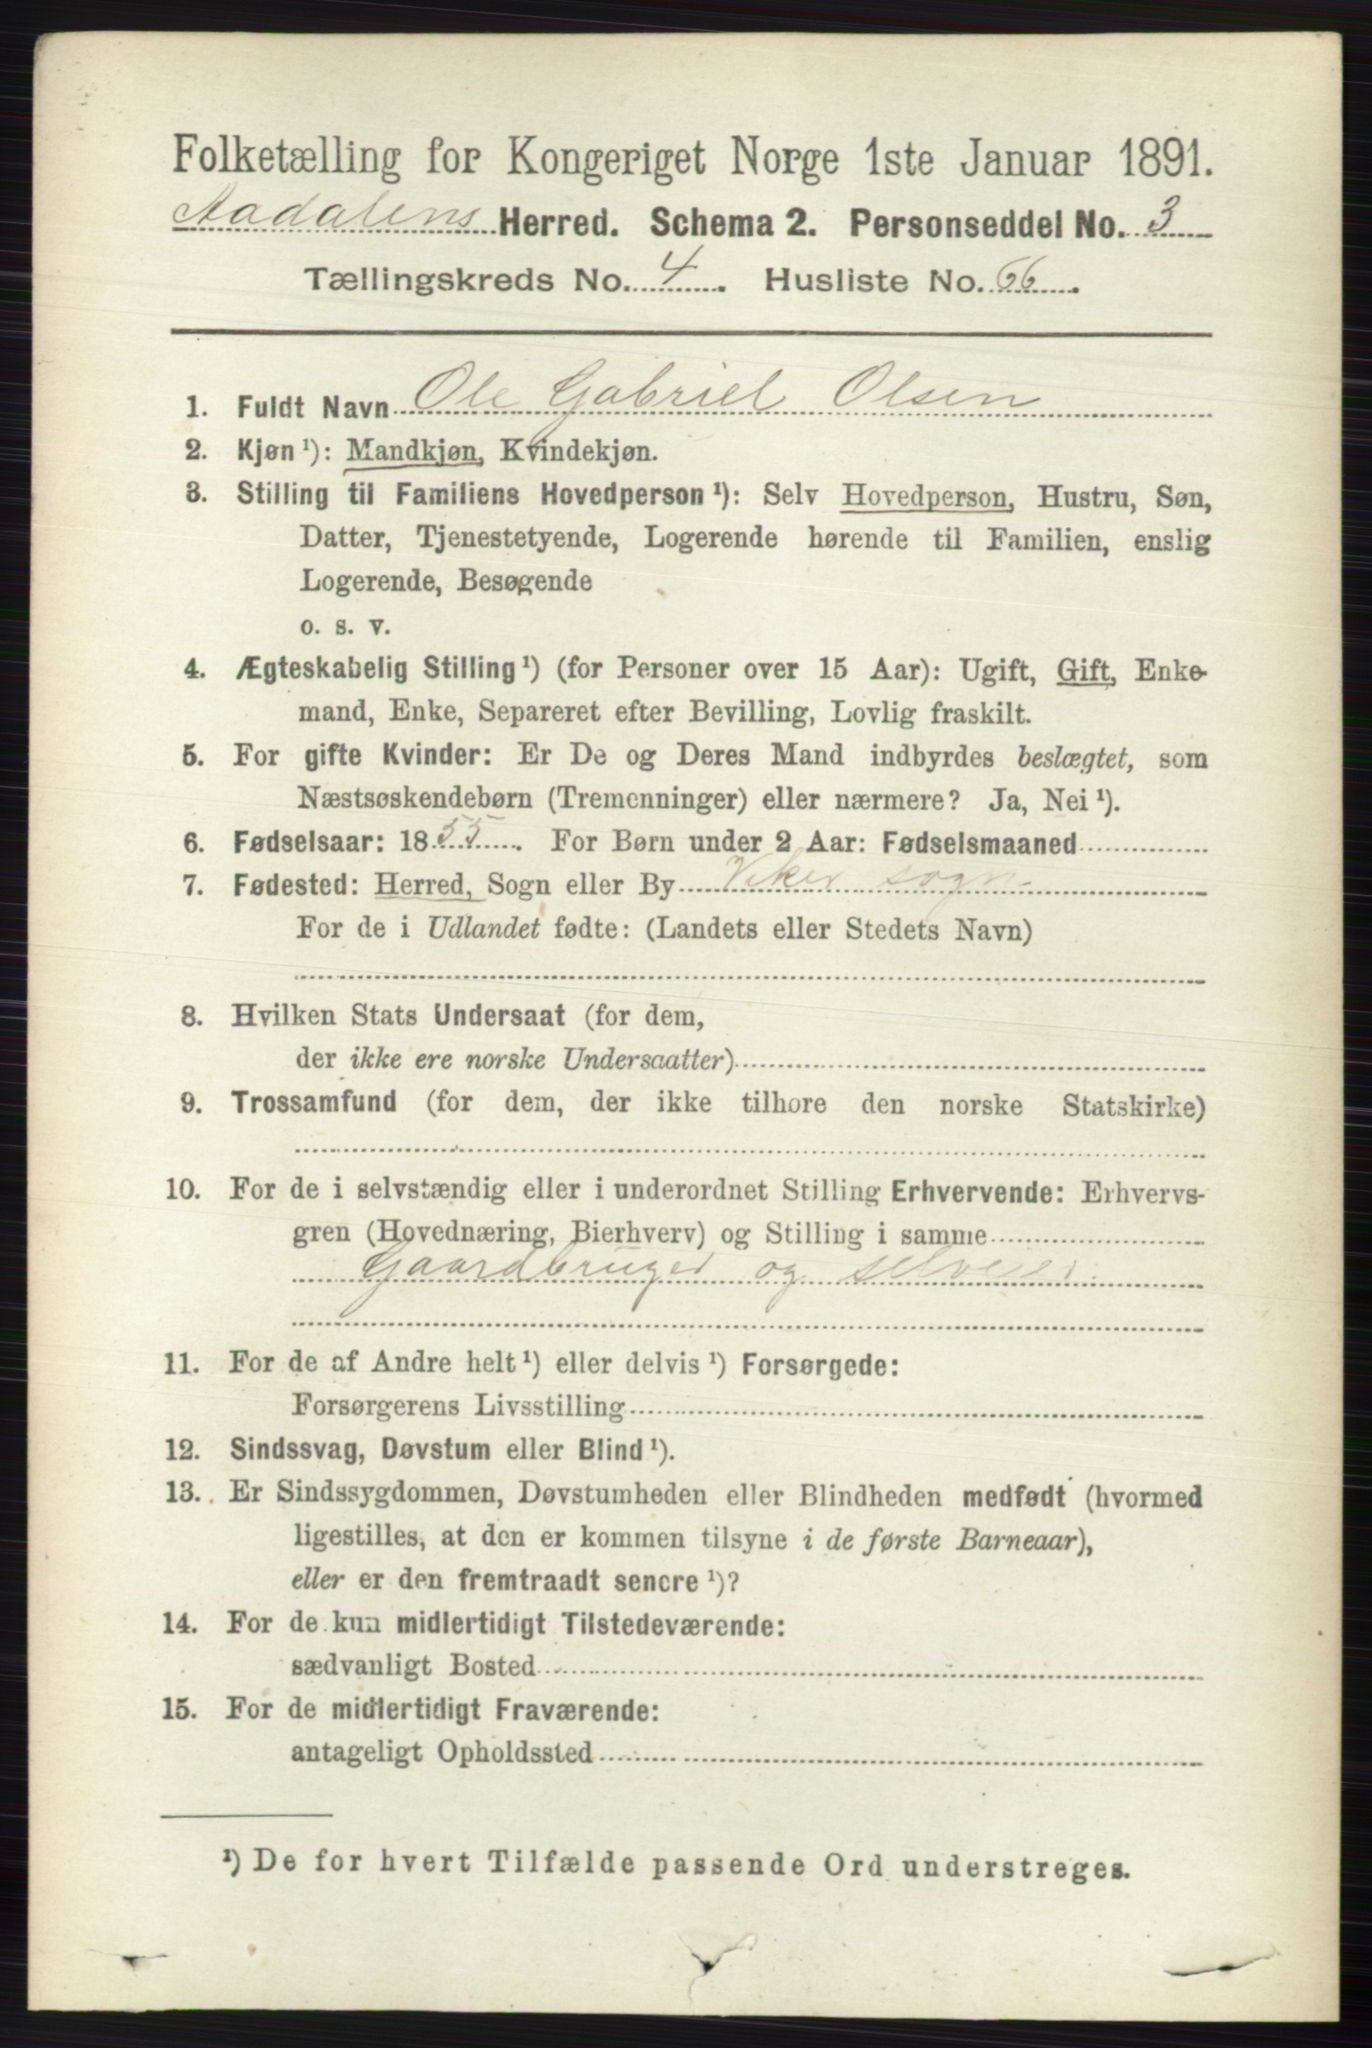 Folketælling for Kongeriget Norge 1ste Januar 1891.
Aadalens Herred. Schema 2. Personseddel No. 3
Tællingskreds No. 4. Husliste No. 66.
1. Fuldt Navn Ole Gabriel Olsen
2. Kjøn ¹): Mandkjøn, Kvindekjøn.
3. Stilling til Familiens Hovedperson ¹): Selv Hovedperson, Hustru, Søn,
Datter, Tjenestetyende, Logerende hørende til Familien, enslig
Logerende, Besøgende
o. s. v.
4. Ægteskabelig Stilling ¹) (for Personer over 15 Aar): Ugift, Gift, Enke-
mand, Enke, Separeret efter Bevilling, Lovlig fraskilt.
5. For gifte Kvinder: Er De og Deres Mand indbyrdes beslægtet, som
Næstsøskendebørn (Tremenninger) eller nærmere? Ja, Nei ¹).
6. Fødselsaar: 1855. For Børn under 2 Aar: Fødselsmaaned
7. Fødested: Herred, Sogn eller By Viker sogn
For de i Udlandet fødte: (Landets eller Stedets Navn)
8. Hvilken Stats Undersaat (for dem,
der ikke ere norske Undersaatter)
9. Trossamfund (for dem, der ikke tilhøre den norske Statskirke)
10. For de i selvstændig eller i underordnet Stilling Erhvervende: Erhvervs-
gren (Hovednæring, Bierhverv) og Stilling i samme
Gaardbruger og selveier.
11. For de af Andre helt ¹) eller delvis ¹) Forsørgede:
Forsørgerens Livsstilling
12. Sindssvag, Døvstum eller Blind ¹).
13. Er Sindssygdommen, Døvstumheden eller Blindheden medfødt (hvormed
ligestilles, at den er kommen tilsyne i de første Barneaar),
eller er den fremtraadt senere ¹)?
14. For de kun midlertidigt Tilstedeværende:
sædvanligt Bosted
15. For de midlertidigt Fraværende:
antageligt Opholdssted
¹) De for hvert Tilfælde passende Ord understreges.